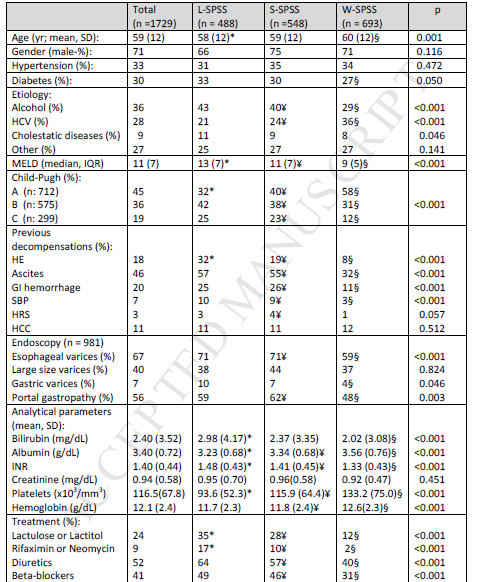 Total L-SPSS S-SPSS W-SPSS p
(n =1729) (n = 488) (n =548) (n = 693)
Age (yr; mean, SD): 59 (12) 58 (12)* 59 (12) 60 (12)§ 0.001
Gender (male-%): 71 66 75 71 0.116
Hypertension (%): 33 31 35 34 0.472
Diabetes (%): 30 33 30 27§ 0.050
Etiology:
Alcohol (%) 36 43 40¥ 29§ <0.001
HCV (%) 28 21 24¥ 36§ <0.001
Cholestatic diseases (%) 9 11 9 8 0.046
Other (%) 27 25 27 27 0.141
MELD (median, IQR) 11 (7) 13 (7)* 11 (7)¥ 9 (5)§ <0.001
Child-Pugh (%):
A (n: 712) 45 32* 40¥ 58§
B (n: 575) 36 42 38¥ 31§ <0.001
C (n: 299) 19 25 23¥ 12§
Previous
decompensations (%):
HE 18 32* 19¥ 8§ <0.001
Ascites 46 57 55¥ 32§ <0.001
GI hemorrhage 20 25 26¥ 11§ <0.001
SBP 7 10 9¥ 3§ <0.001
HRS 3 3 4¥ 1 0.057
HCC 11 11 11 12 0.512
Endoscopy (n = 981)
Esophageal varices (%) 67 71 71¥ 59§ <0.001
Large size varices (%) 40 38 44 37 0.824
Gastric varices (%) 7 10 7 4§ 0.046
Portal gastropathy (%) 56 59 62¥ 48§ 0.003
Analytical parameters
(mean, SD):
Bilirubin (mg/dL) 2.40 (3.52) 2.98 (4.17)* 2.37 (3.35) 2.02 (3.08)§ <0.001
Albumin (g/dL) 3.40 (0.72) 3.23 (0.68)* 3.34 (0.68)¥ 3.56 (0.76)§ <0.001
INR 1.40 (0.44) 1.48 (0.43)* 1.41 (0.45)¥ 1.33 (0.43)§ <0.001
Creatinine (mg/dL) 0.94 (0.58) 0.95 (0.70) 0.96(0.58) 0.92 (0.47) 0.451
Platelets (x10³/mm³) 116.5(67.8) 93.6 (52.3)* 115.9 (64.4)¥ 133.2 (75.0)§ <0.001
Hemoglobin (g/dL) 12.1 (2.4) 11.7 (2.3) 11.8 (2.4)¥ 12.6(2.3)§ <0.001
Treatment (%):
Lactulose or Lactitol 24 35* 28¥ 12§ <0.001
Rifaximin or Neomycin 9 17* 10¥ 2§ <0.001
Diuretics 52 64 57¥ 40§ <0.001
Beta-blockers 41 49 46¥ 31§ <0.001
ACCEPTED MANUSCRIPT